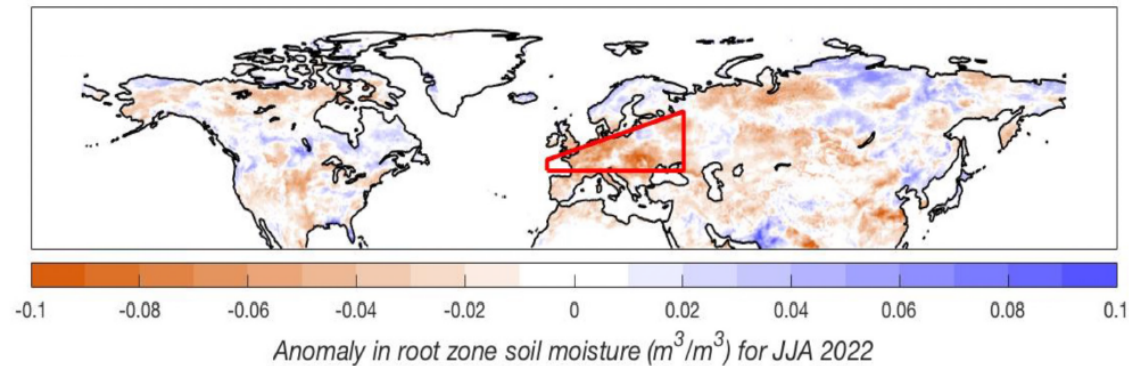 -0.1 -0.08 -0.06 -0.04 -0.02 0 0.02 0.04 0.06 0.08 0.1
Anomaly in root zone soil moisture (m³/m³) for JJA 2022